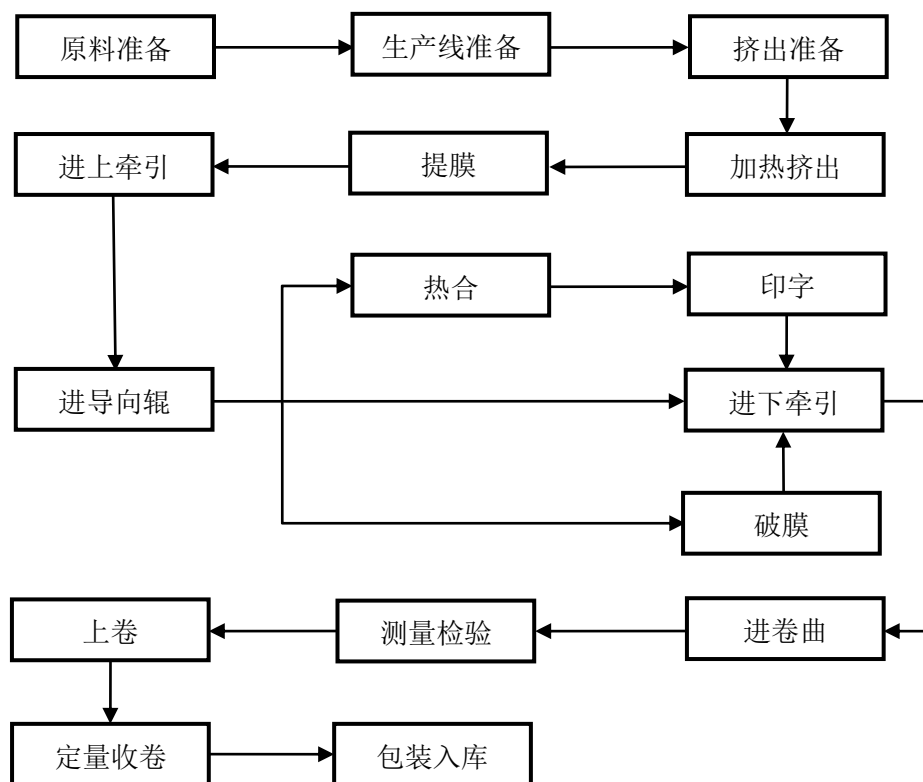 原料准备
生产线准备
挤出准备
进上牵引
提膜
加热挤出
热合
印字
进导向辊
进下牵引
破膜
上卷
测量检验
进卷曲
定量收卷
包装入库